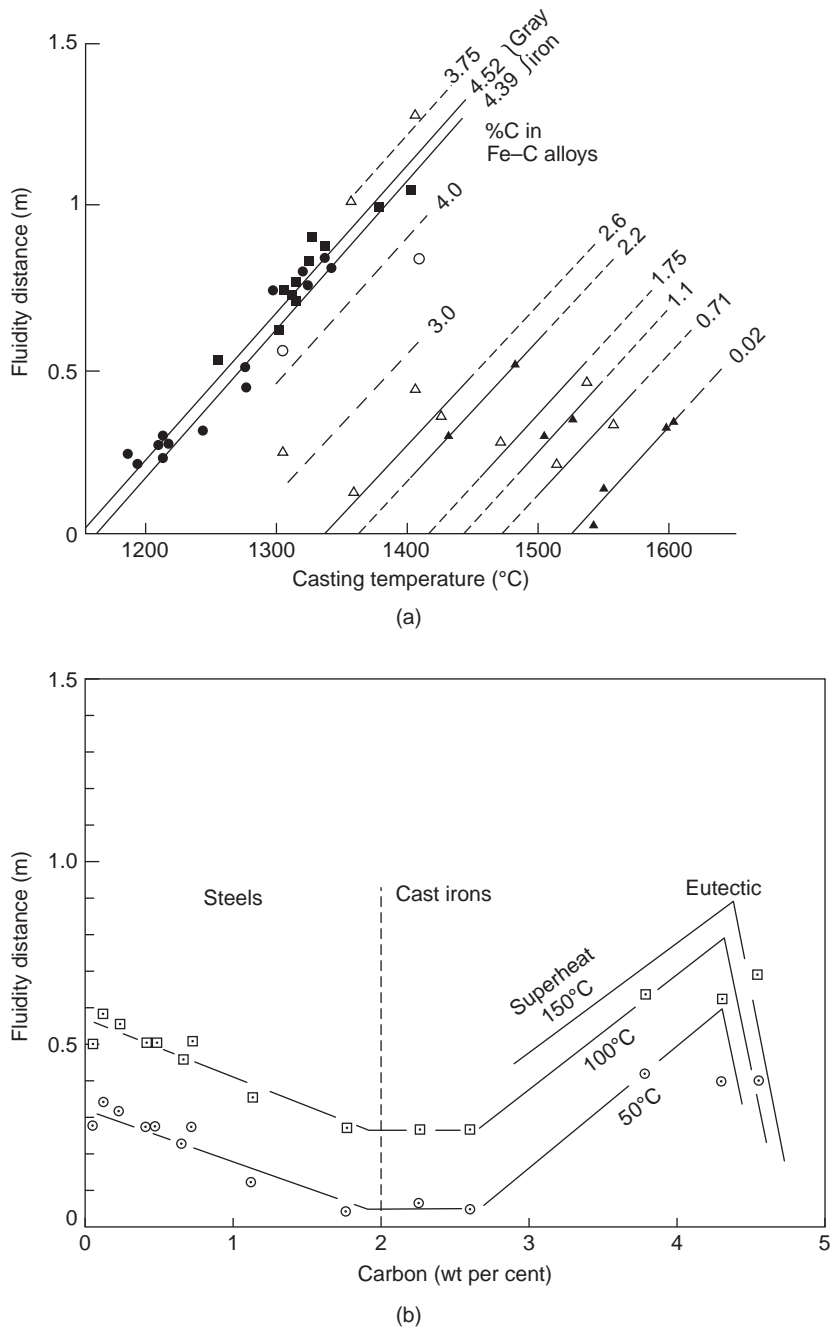 1.5
1
0.5
0
Fluidity distance (m)
3.75
4.52
4.39
Gray
iron
%C in
Fe–C alloys
4.0
3.0
2.6
2.2
1.75
1.1
0.71
0.02
1200
1300
1400
1500
1600
Casting temperature (°C)
(a)
1.5
1.0
0.5
0
Fluidity distance (m)
Steels
Cast irons
Eutectic
Superheat
150°C
100°C
50°C
0
1
2
3
4
5
Carbon (wt per cent)
(b)